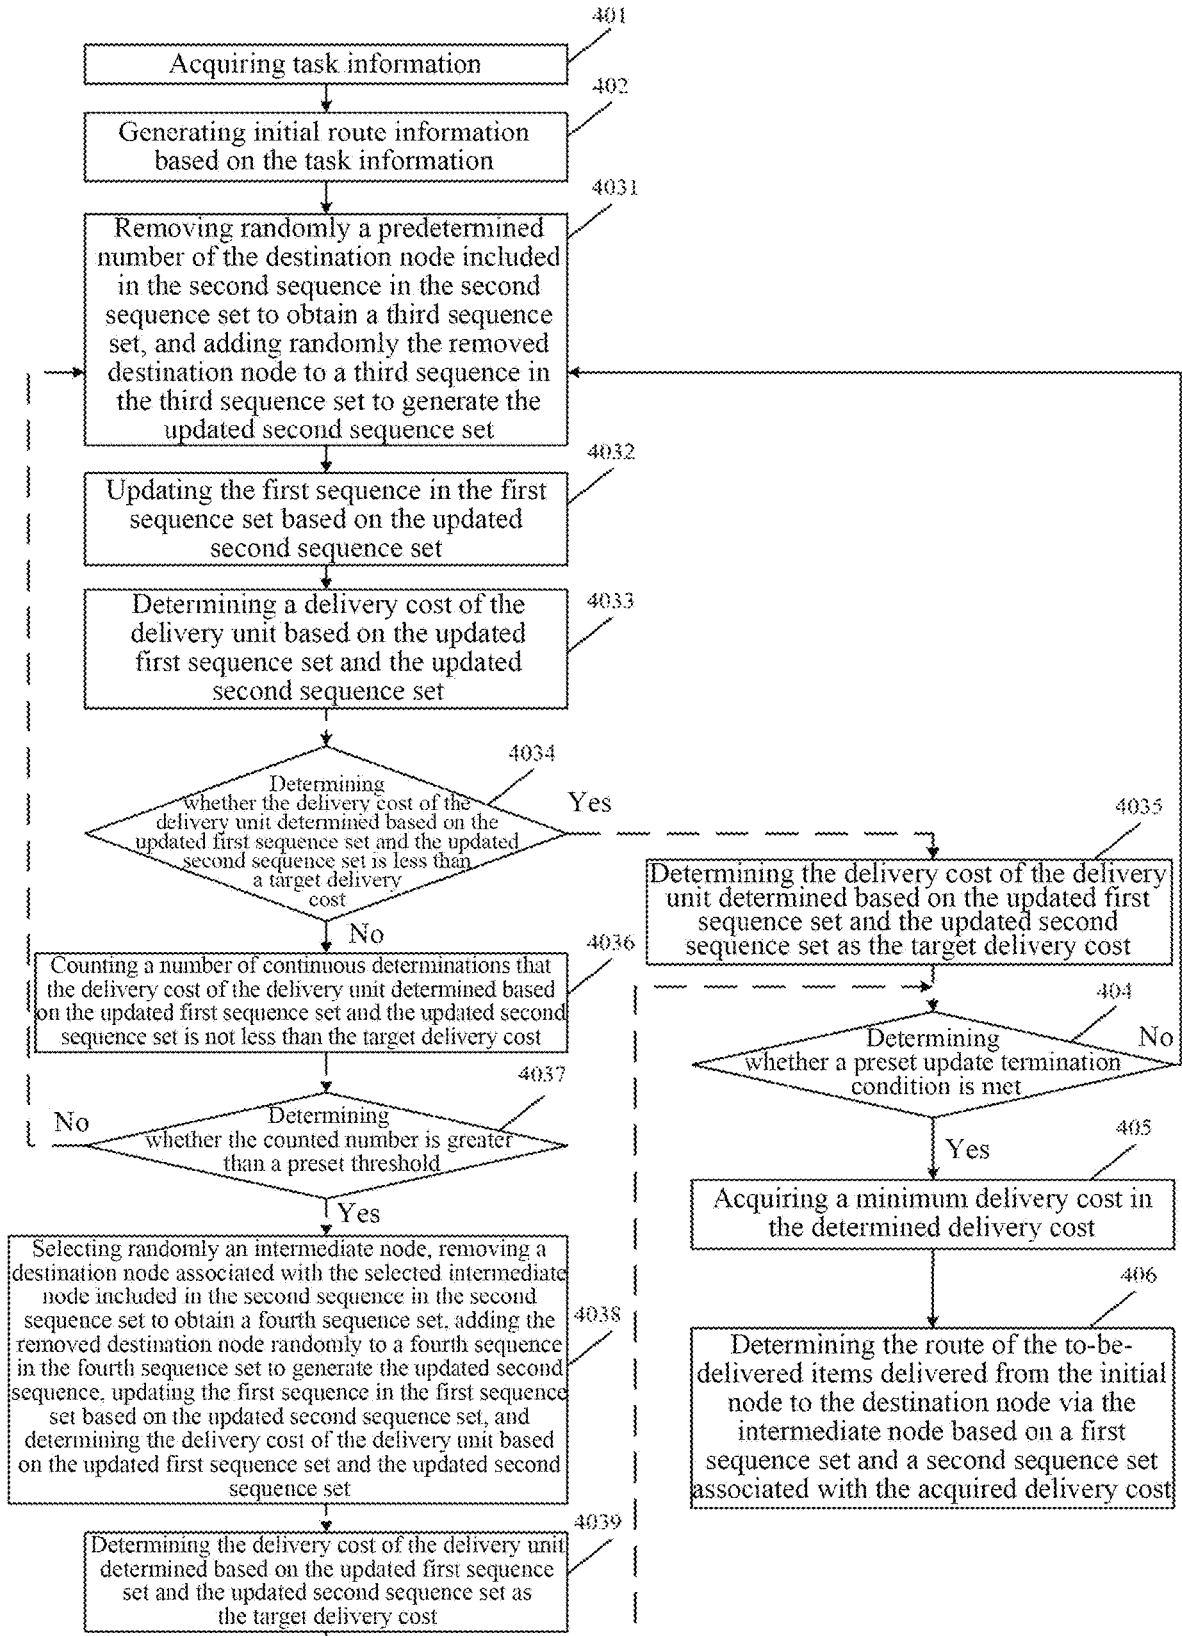 401
Acquiring task information
402
Generating initial route information
based on the task information
4031
Removing randomly a predetermined
number of the destination node included
in the second sequence in the second
sequence set to obtain a third sequence
set, and adding randomly the removed
destination node to a third sequence in
the third sequence set to generate the
updated second sequence set
4032
Updating the first sequence in the first
sequence set based on the updated
second sequence set
4033
Determining a delivery cost of the
delivery unit based on the updated
first sequence set and the updated
second sequence set
4034
Determining
whether the delivery cost of the
delivery unit determined based on the
updated first sequence set and the updated
second sequence set is less than
a target delivery
cost
Yes
No
4035
Determining the delivery cost of the delivery
unit determined based on the updated first
sequence set and the updated second
sequence set as the target delivery cost
4036
Counting a number of continuous determinations that
the delivery cost of the delivery unit determined based
on the updated first sequence set and the updated second
sequence set is not less than the target delivery cost
404
Determining
whether a preset update termination
condition is met
No
Yes
4037
Determining
whether the counted number is greater
than a preset threshold
No
Yes
405
Acquiring a minimum delivery cost in
the determined delivery cost
4038
Selecting randomly an intermediate node, removing a
destination node associated with the selected intermediate
node included in the second sequence in the second
sequence set to obtain a fourth sequence set, adding the
removed destination node randomly to a fourth sequence
in the fourth sequence set to generate the updated second
sequence, updating the first sequence in the first sequence
set based on the updated second sequence set, and
determining the delivery cost of the delivery unit based
on the updated first sequence set and the updated second
sequence set
406
Determining the route of the to-be-
delivered items delivered from the initial
node to the destination node via the
intermediate node based on a first
sequence set and a second sequence set
associated with the acquired delivery cost
4039
Determining the delivery cost of the delivery unit
determined based on the updated first sequence
set and the updated second sequence set as
the target delivery cost